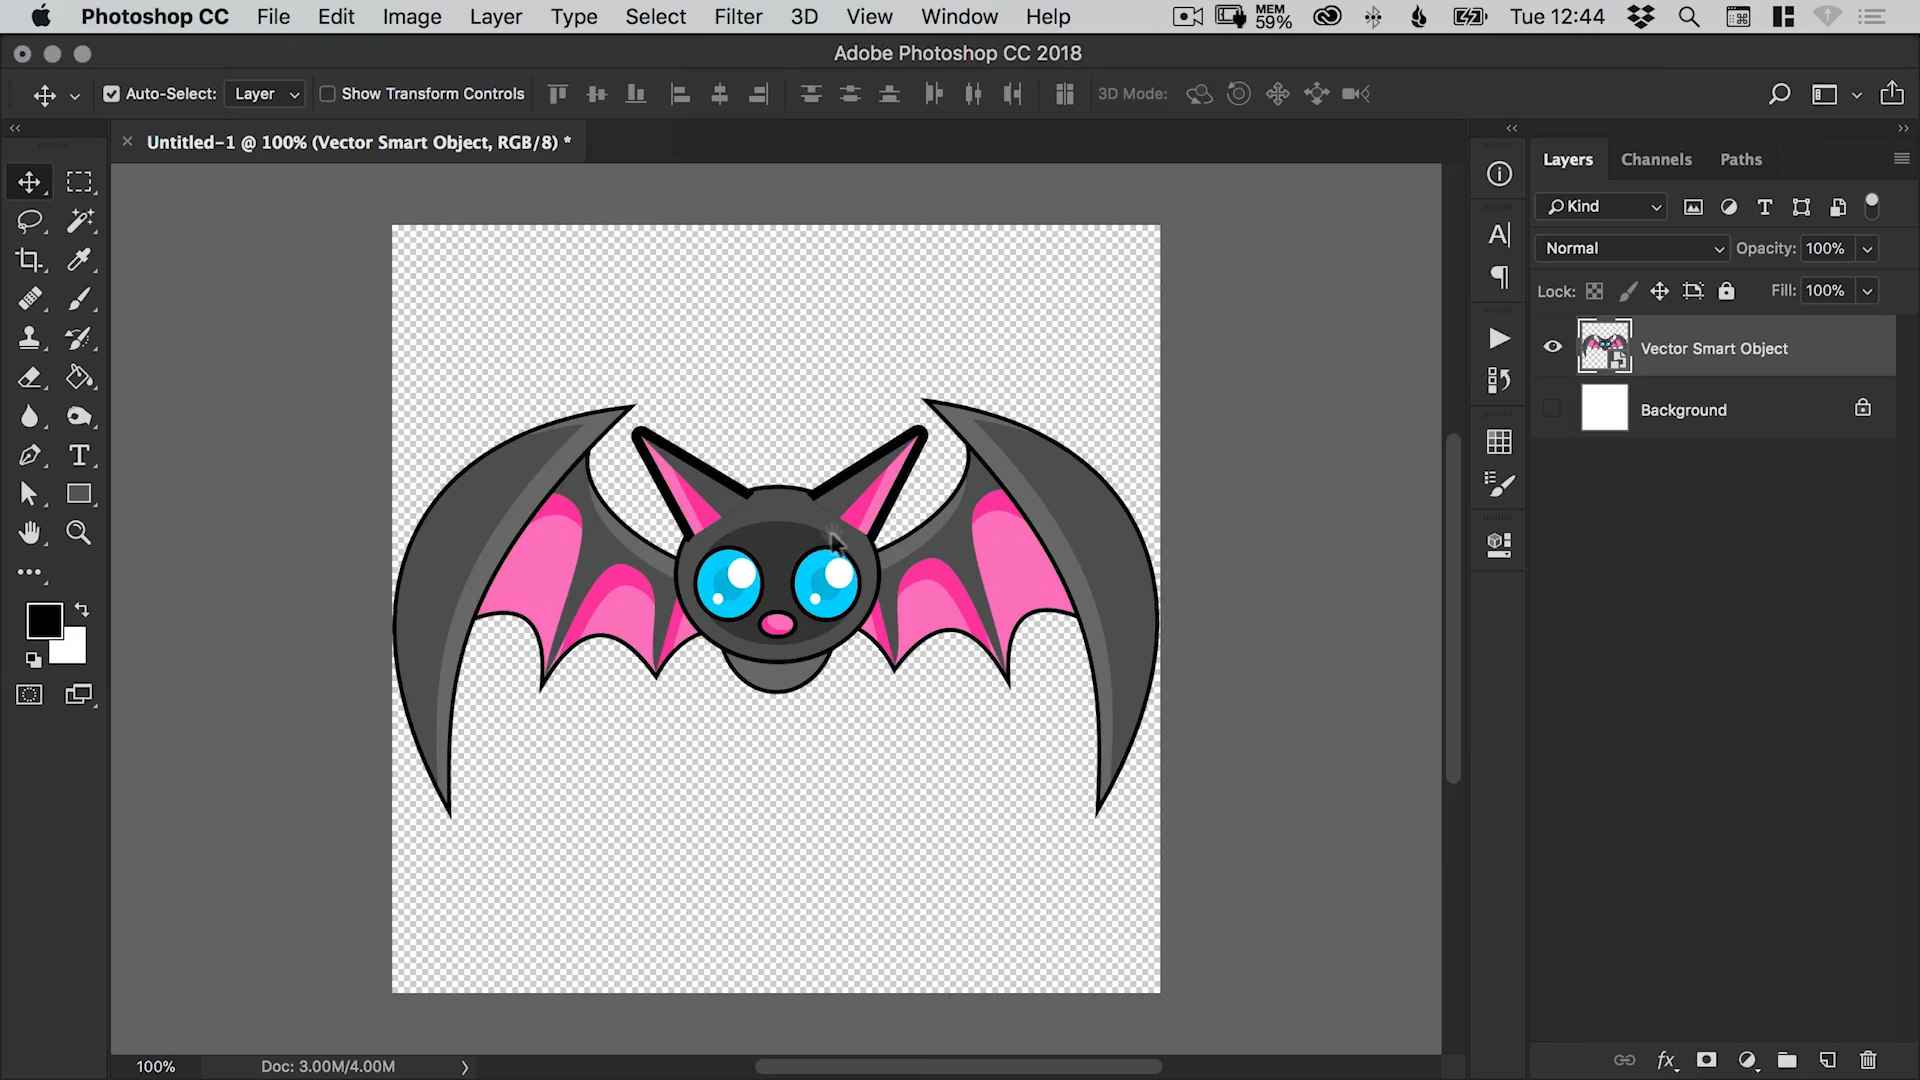 Photoshop CC File Edit Image Layer Type Select Filter 3D View Window Help MEM 59% Tue 12:44
Adobe Photoshop CC 2018
Auto-Select: Layer Show Transform Controls 3D Mode:
Untitled-1 @ 100% (Vector Smart Object, RGB/8) *
Layers Channels Paths
Kind
Normal Opacity: 100%
Lock: Fill: 100%
Vector Smart Object
Background
100% Doc: 3.00M/4.00M